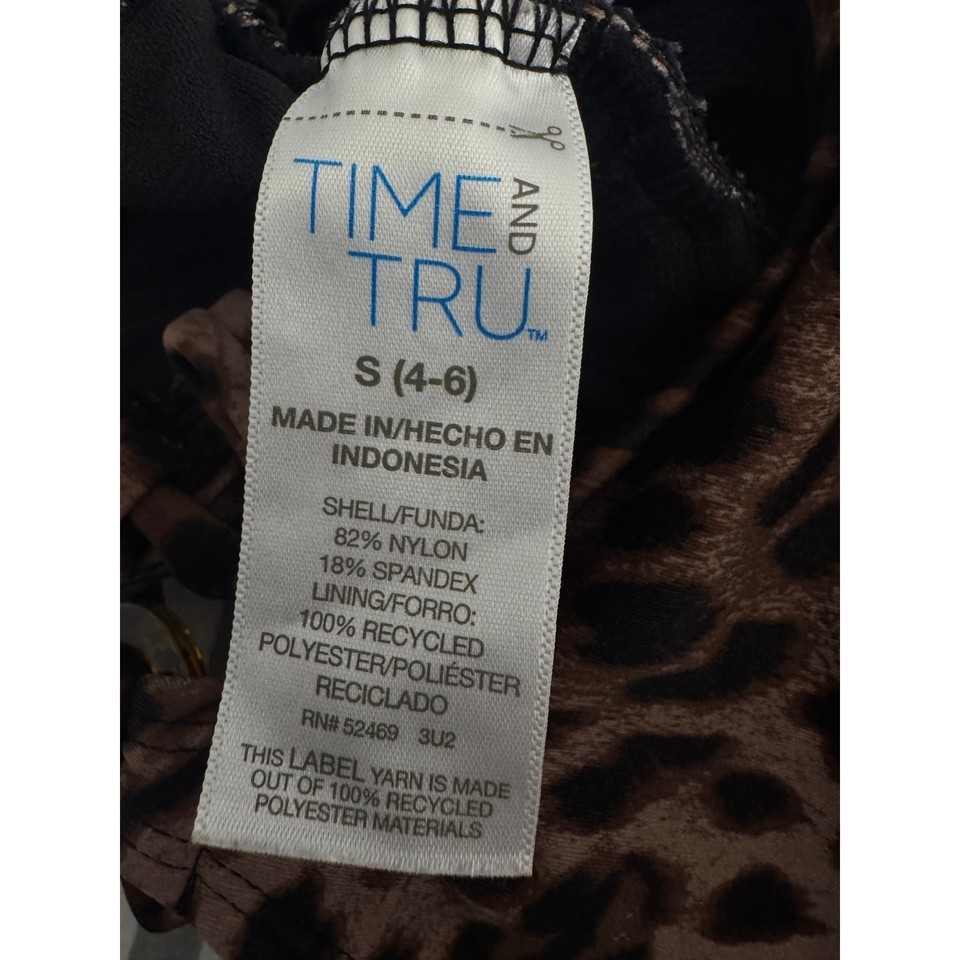 TIME AND
TRU™
S (4-6)
MADE IN/HECHO EN
INDONESIA
SHELL/FUNDA:
82% NYLON
18% SPANDEX
LINING/FORRO:
100% RECYCLED
POLYESTER/POLIÉSTER
RECICLADO
RN# 52469 3U2
THIS LABEL YARN IS MADE
OUT OF 100% RECYCLED
POLYESTER MATERIALS